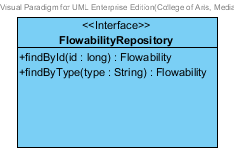 Visual Paradigm for UML Enterprise Edition(College of Arts, Media
<<Interface>>
FlowabilityRepository
+findById(id : long) : Flowability
+findByType(type : String) : Flowability